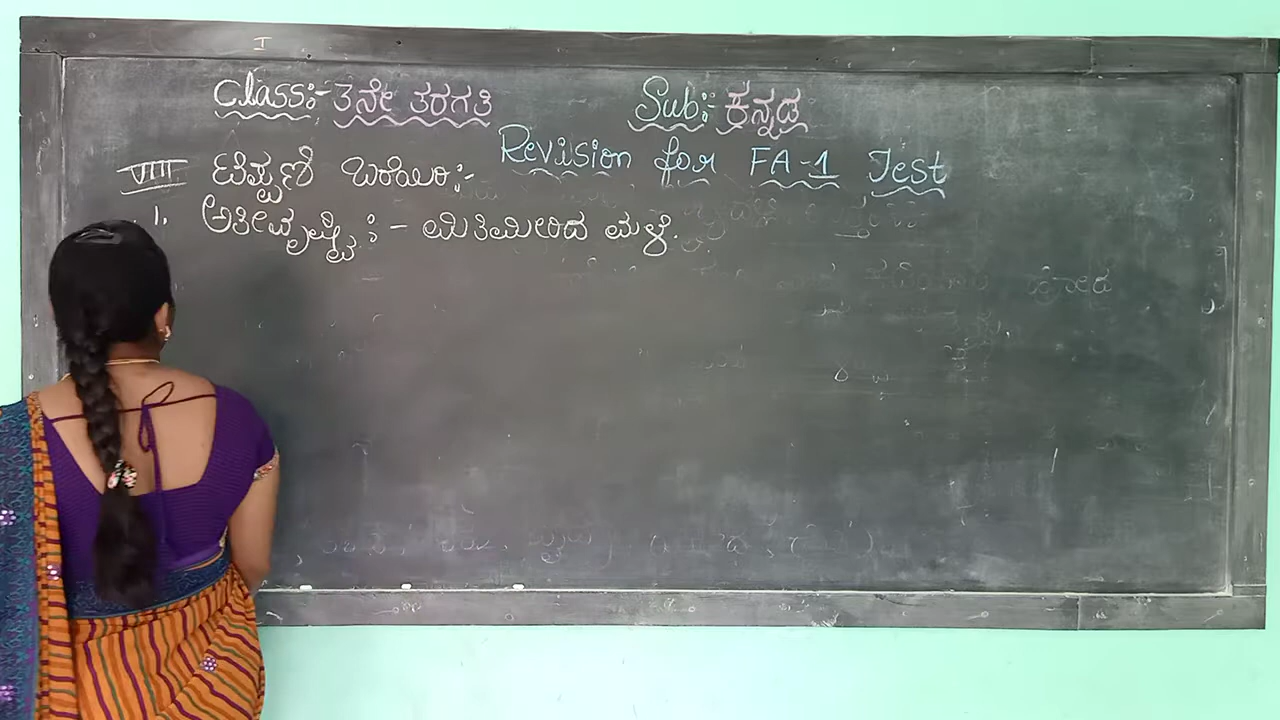 I
Class:- 3ನೇ ತರಗತಿ Sub:- ಕನ್ನಡ
Revision for FA-1 Test
VIII ಟಿಪ್ಪಣಿ ಬರೆಯಿರಿ:-
1. ಅತೀವೃಷ್ಟಿ :- ಮಿತಿಮೀರಿದ ಮಳೆ.